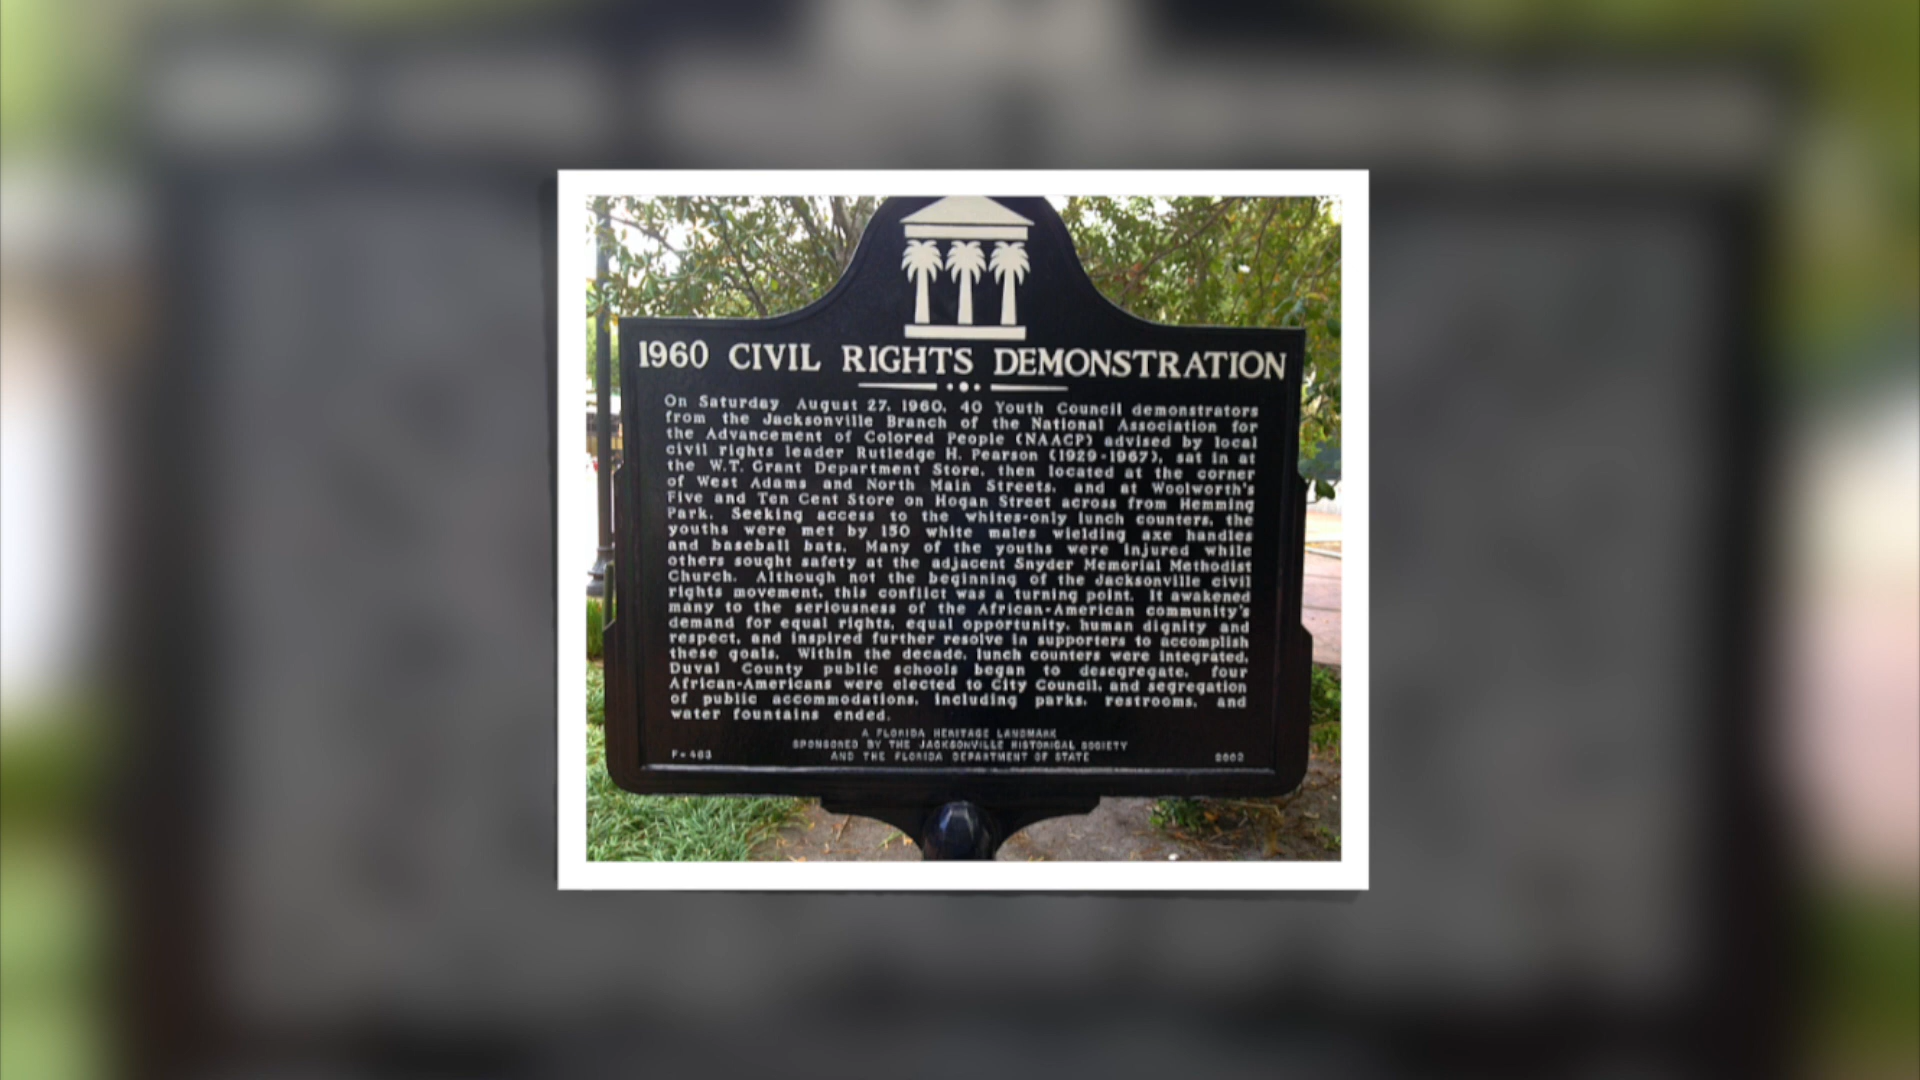 1960 CIVIL RIGHTS DEMONSTRATION
On Saturday August 27, 1960, 40 Youth Council demonstrators
from the Jacksonville Branch of the National Association for
the Advancement of Colored People (NAACP) advised by local
civil rights leader Rutledge H. Pearson (1929-1967), sat in at
the W.T. Grant Department Store, then located at the corner
of West Adams and North Main Streets, and at Woolworth's
Five and Ten Cent Store on Hogan Street across from Hemming
Park. Seeking access to the whites-only lunch counters, the
youths were met by 150 white males wielding axe handles
and baseball bats. Many of the youths were injured while
others sought safety at the adjacent Snyder Memorial Methodist
Church. Although not the beginning of the Jacksonville civil
rights movement, this conflict was a turning point. It awakened
many to the seriousness of the African-American community's
demand for equal rights, equal opportunity, human dignity and
respect, and inspired further resolve in supporters to accomplish
these goals. Within the decade, lunch counters were integrated,
Duval County public schools began to desegregate, four
African-Americans were elected to City Council, and segregation
of public accommodations, including parks, restrooms, and
water fountains ended.
A FLORIDA HERITAGE LANDMARK
SPONSORED BY THE JACKSONVILLE HISTORICAL SOCIETY
F-463 AND THE FLORIDA DEPARTMENT OF STATE 2002